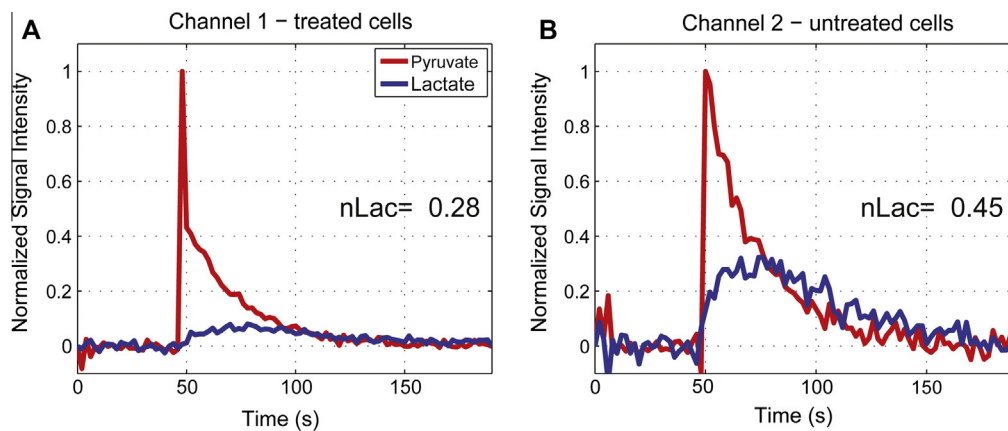 A
Channel 1 − treated cells
Normalized Signal Intensity
1
0.8
0.6
0.4
0.2
0
Pyruvate
Lactate
nLac= 0.28
0
50
100
150
Time (s)
B
Channel 2 − untreated cells
Normalized Signal Intensity
1
0.8
0.6
0.4
0.2
0
nLac= 0.45
0
50
100
150
Time (s)